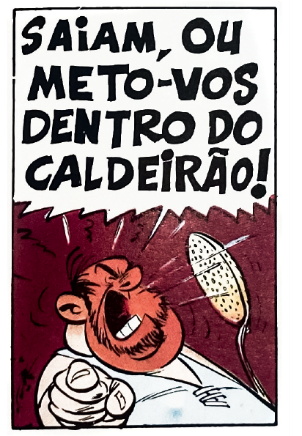 SAIAM, OU
METO-VOS
DENTRO DO
CALDEIRÃO!